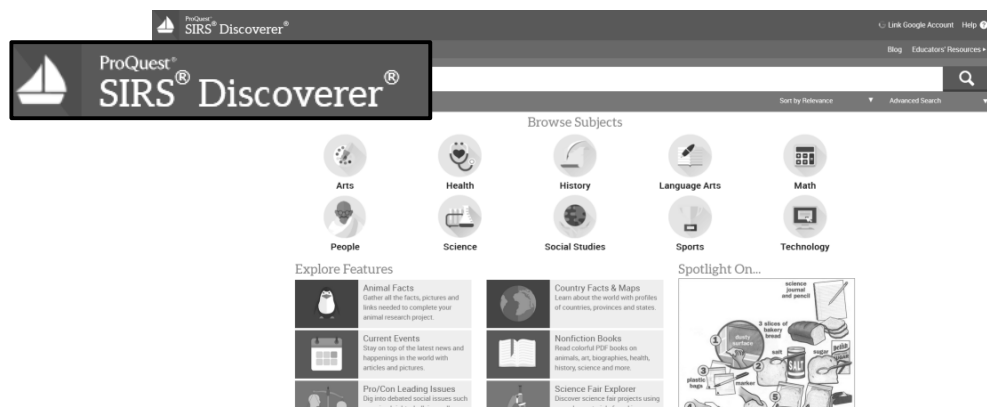 ProQuest®
SIRS® Discoverer®
Link Google Account Help
Blog Educators' Resources
ProQuest®
SIRS® Discoverer®
Sort by Relevance Advanced Search
Browse Subjects
Arts Health History Language Arts Math
People Science Social Studies Sports Technology
Explore Features
Animal Facts
Gather all the facts, pictures and
links needed to complete your
animal research project.
Current Events
Stay on top of the latest news and
happenings in the world with
articles and pictures.
Pro/Con Leading Issues
Dig into debated social issues such
Country Facts & Maps
Learn about the world with profiles
of countries, provinces and states.
Nonfiction Books
Read colorful PDF books on
animals, art, biographies, health,
history, science and more.
Science Fair Explorer
Discover science fair projects using
Spotlight On...
science
journal
and pencil
3 slices of
bakery
bread
dusty
surface
1
salt
SALT
sugar
2
3
plastic
bags
marker
5
4